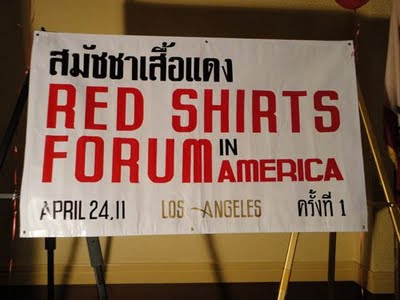 สมัชชาเสื้อแดง
RED SHIRTS
FORUM IN AMERICA
APRIL 24,11 LOS-ANGELES ครั้งที่ 1